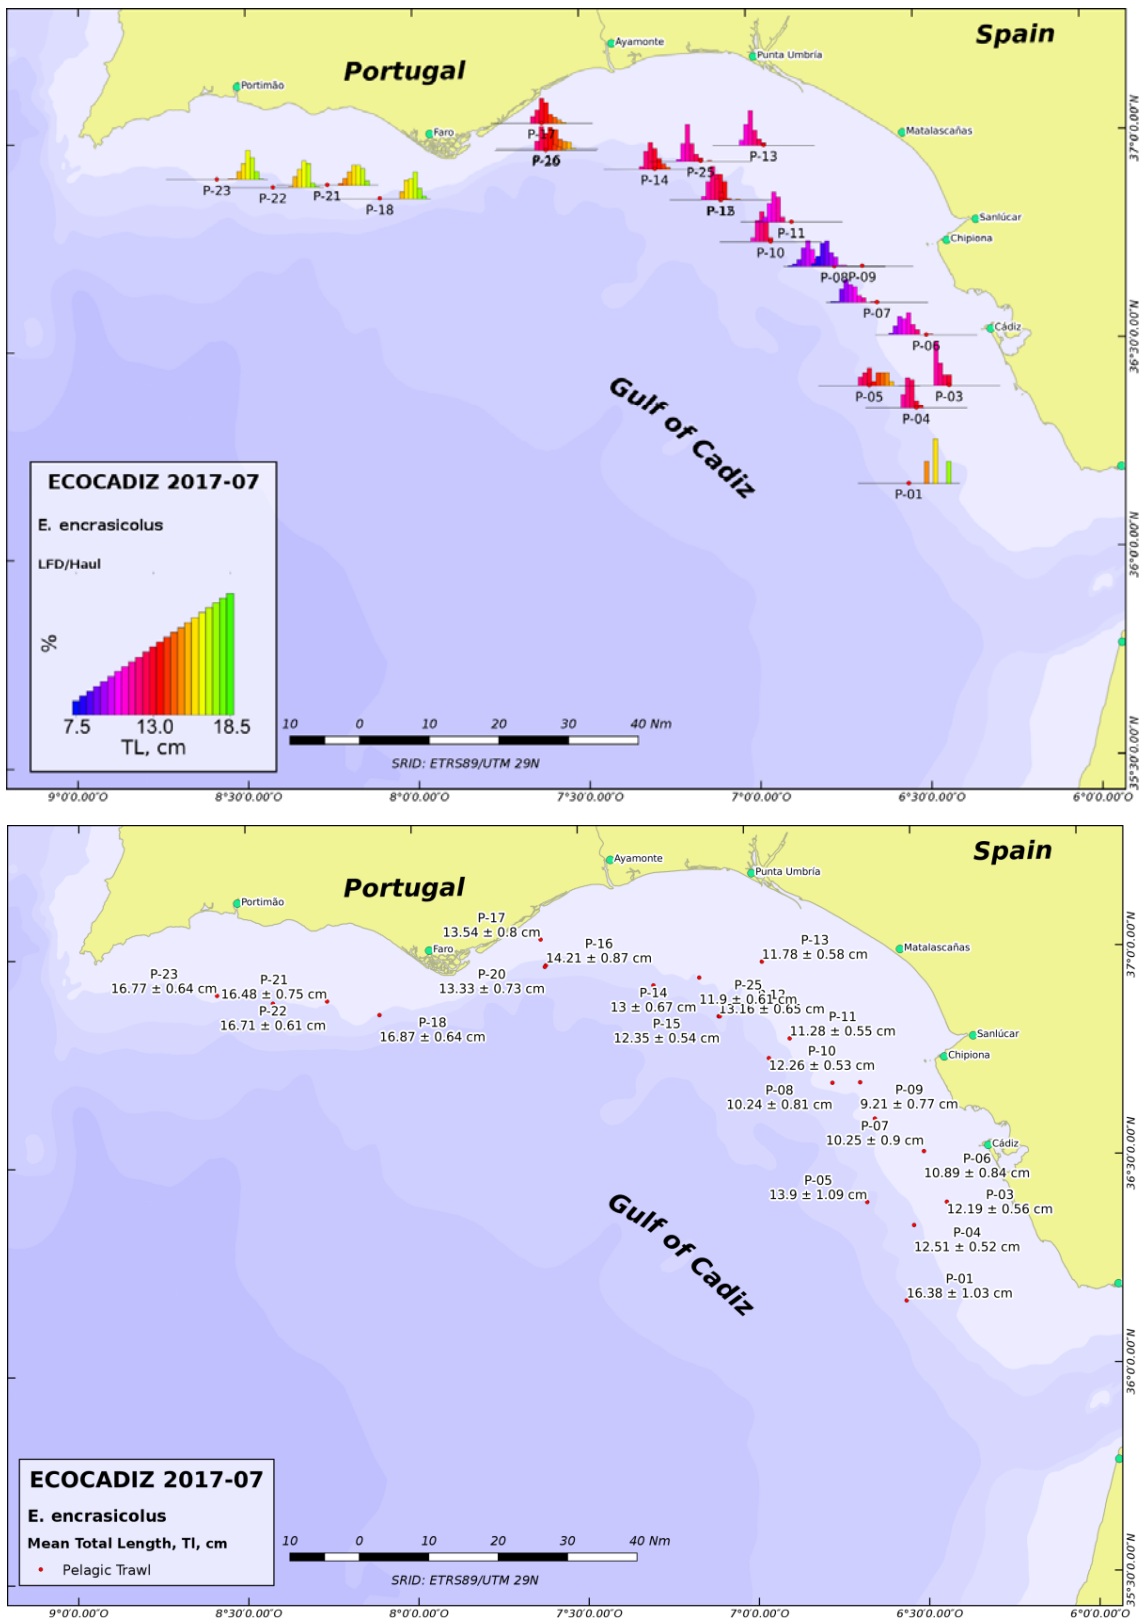 Spain
Ayamonte
Punta Umbría
Portugal
Portimão
Faro
Matalascañas
P-17
P-13
P-14
P-25
P-23
P-22
P-21
P-18
P-11
Sanlúcar
Chipiona
P-10
P-08
P-09
P-07
Cádiz
P-06
P-05
P-03
P-04
P-01
Gulf of Cadiz
ECOCADIZ 2017-07
E. encrasicolus
LFD/Haul
%
7.5 13.0 18.5
TL, cm
10 0 10 20 30 40 Nm
SRID: ETRS89/UTM 29N
37°0'0.00"N
36°30'0.00"N
36°0'0.00"N
35°30'0.00"N
9°0'0.00"O 8°30'0.00"O 8°0'0.00"O 7°30'0.00"O 7°0'0.00"O 6°30'0.00"O 6°0'0.00"O
Spain
Ayamonte
Punta Umbría
Portugal
Portimão
Faro
Matalascañas
P-17
13.54 ± 0.8 cm
P-16
14.21 ± 0.87 cm
P-13
11.78 ± 0.58 cm
P-23
16.77 ± 0.64 cm
P-21
16.48 ± 0.75 cm
P-20
13.33 ± 0.73 cm
P-22
16.71 ± 0.61 cm
P-18
16.87 ± 0.64 cm
P-14
13 ± 0.67 cm
P-25
11.9 ± 0.61 cm
P-12
13.16 ± 0.65 cm
P-15
12.35 ± 0.54 cm
P-11
11.28 ± 0.55 cm
Sanlúcar
Chipiona
P-10
12.26 ± 0.53 cm
P-08
10.24 ± 0.81 cm
P-09
9.21 ± 0.77 cm
P-07
10.25 ± 0.9 cm
Cádiz
P-06
10.89 ± 0.84 cm
P-05
13.9 ± 1.09 cm
P-03
12.19 ± 0.56 cm
P-04
12.51 ± 0.52 cm
P-01
16.38 ± 1.03 cm
Gulf of Cadiz
ECOCADIZ 2017-07
E. encrasicolus
Mean Total Length, Tl, cm
Pelagic Trawl
10 0 10 20 30 40 Nm
SRID: ETRS89/UTM 29N
37°0'0.00"N
36°30'0.00"N
36°0'0.00"N
35°30'0.00"N
9°0'0.00"O 8°30'0.00"O 8°0'0.00"O 7°30'0.00"O 7°0'0.00"O 6°30'0.00"O 6°0'0.00"O